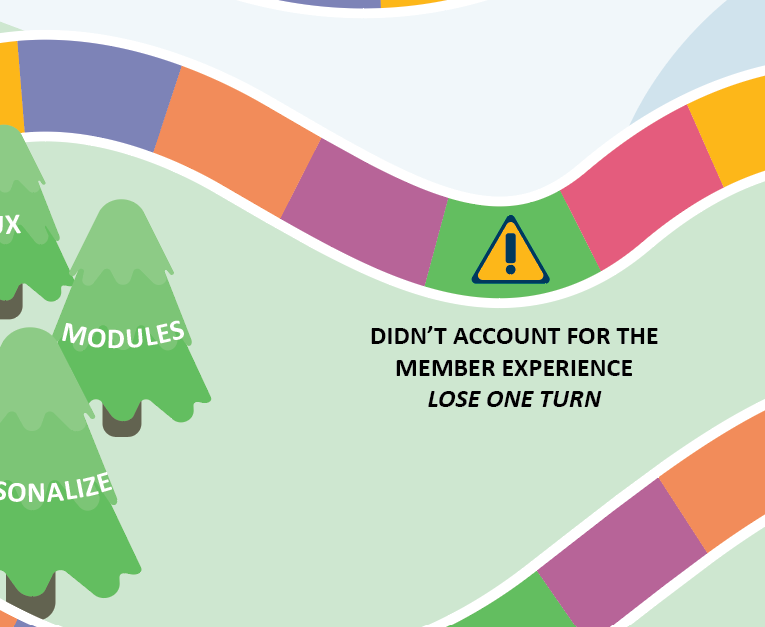 UX
MODULES
SONALIZE
DIDN’T ACCOUNT FOR THE
MEMBER EXPERIENCE
LOSE ONE TURN